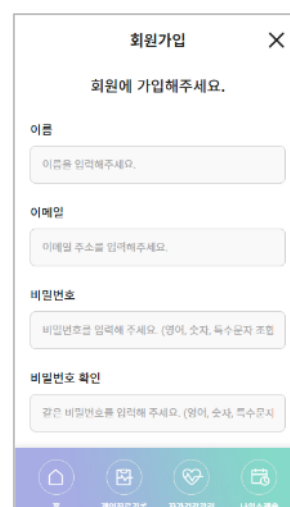 회원가입
회원에 가입해주세요.
이름
이름을 입력해주세요.
이메일
이메일 주소를 입력해주세요.
비밀번호
비밀번호를 입력해 주세요. (영어, 숫자, 특수문자 조합
비밀번호 확인
같은 비밀번호를 입력해 주세요. (영어, 숫자, 특수문자